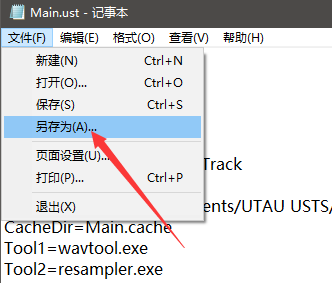 Main.ust - 记事本
文件(F) 编辑(E) 格式(O) 查看(V) 帮助(H)
新建(N) Ctrl+N
打开(O)... Ctrl+O
保存(S) Ctrl+S
另存为(A)...
页面设置(U)...
Track
打印(P)... Ctrl+P
退出(X)
ents/UTAU USTS/
CacheDir=Main.cache
Tool1=wavtool.exe
Tool2=resampler.exe